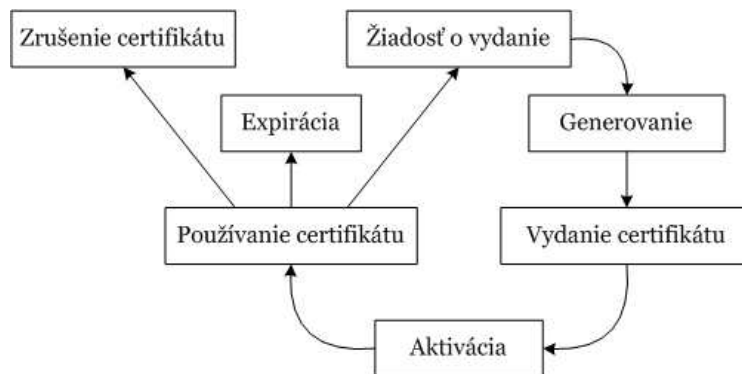 Zrušenie certifikátu
Žiadosť o vydanie
Expirácia
Generovanie
Používanie certifikátu
Vydanie certifikátu
Aktivácia